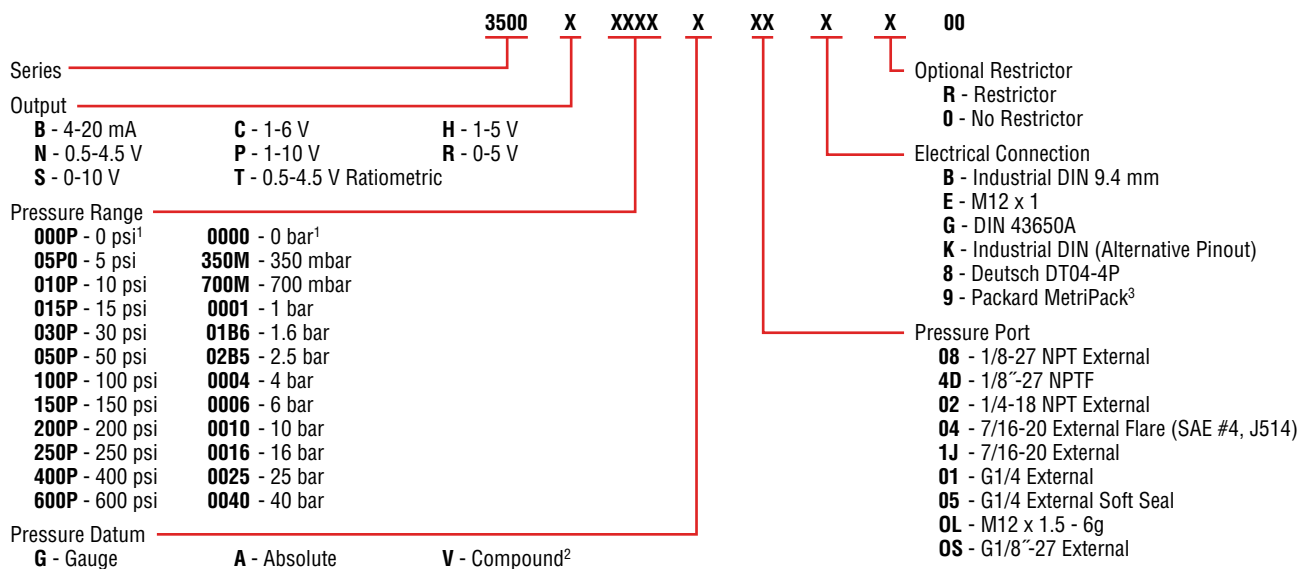 3500 X XXXX X XX X X 00
Series
Output
B - 4-20 mA C - 1-6 V H - 1-5 V
N - 0.5-4.5 V P - 1-10 V R - 0-5 V
S - 0-10 V T - 0.5-4.5 V Ratiometric
Pressure Range
000P - 0 psi¹ 0000 - 0 bar¹
05P0 - 5 psi 350M - 350 mbar
010P - 10 psi 700M - 700 mbar
015P - 15 psi 0001 - 1 bar
030P - 30 psi 01B6 - 1.6 bar
050P - 50 psi 02B5 - 2.5 bar
100P - 100 psi 0004 - 4 bar
150P - 150 psi 0006 - 6 bar
200P - 200 psi 0010 - 10 bar
250P - 250 psi 0016 - 16 bar
400P - 400 psi 0025 - 25 bar
600P - 600 psi 0040 - 40 bar
Pressure Datum
G - Gauge A - Absolute V - Compound²
Optional Restrictor
R - Restrictor
0 - No Restrictor
Electrical Connection
B - Industrial DIN 9.4 mm
E - M12 x 1
G - DIN 43650A
K - Industrial DIN (Alternative Pinout)
8 - Deutsch DT04-4P
9 - Packard MetriPack³
Pressure Port
08 - 1/8-27 NPT External
4D - 1/8˝-27 NPTF
02 - 1/4-18 NPT External
04 - 7/16-20 External Flare (SAE #4, J514)
1J - 7/16-20 External
01 - G1/4 External
05 - G1/4 External Soft Seal
OL - M12 x 1.5 - 6g
OS - G1/8˝-27 External